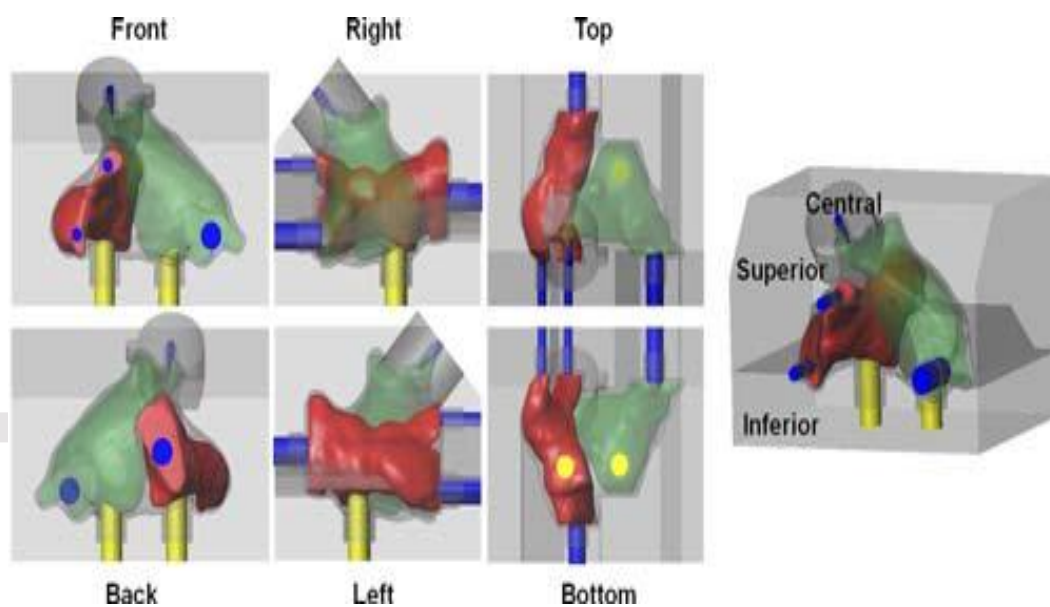 Front
Right
Top
Central
Superior
Inferior
Back
Left
Bottom